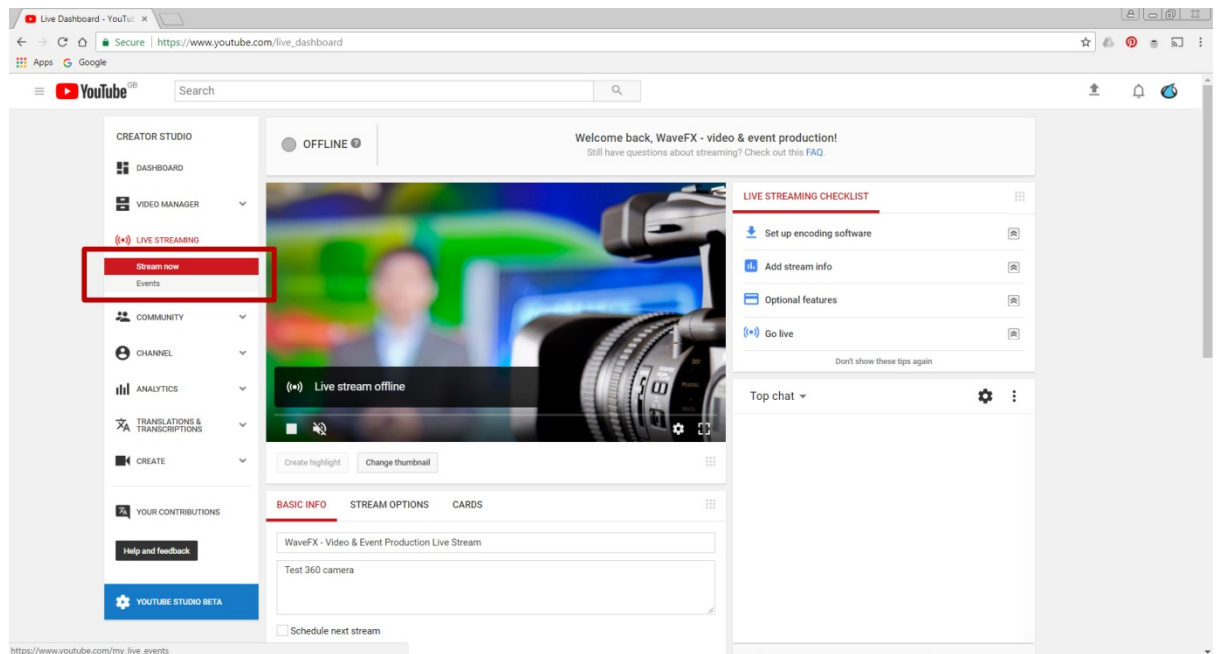 Live Dashboard - YouTub
Secure | https://www.youtube.com/live_dashboard
Apps Google
YouTube GB
Search
CREATOR STUDIO
DASHBOARD
VIDEO MANAGER
LIVE STREAMING
Stream now
Events
COMMUNITY
CHANNEL
ANALYTICS
TRANSLATIONS &
TRANSCRIPTIONS
CREATE
YOUR CONTRIBUTIONS
Help and feedback
YOUTUBE STUDIO BETA
OFFLINE
Welcome back, WaveFX - video & event production!
Still have questions about streaming? Check out this FAQ.
Live stream offline
Create highlight
Change thumbnail
BASIC INFO STREAM OPTIONS CARDS
WaveFX - Video & Event Production Live Stream
Test 360 camera
Schedule next stream
LIVE STREAMING CHECKLIST
Set up encoding software
Add stream info
Optional features
Go live
Don't show these tips again
Top chat
https://www.youtube.com/my_live_events